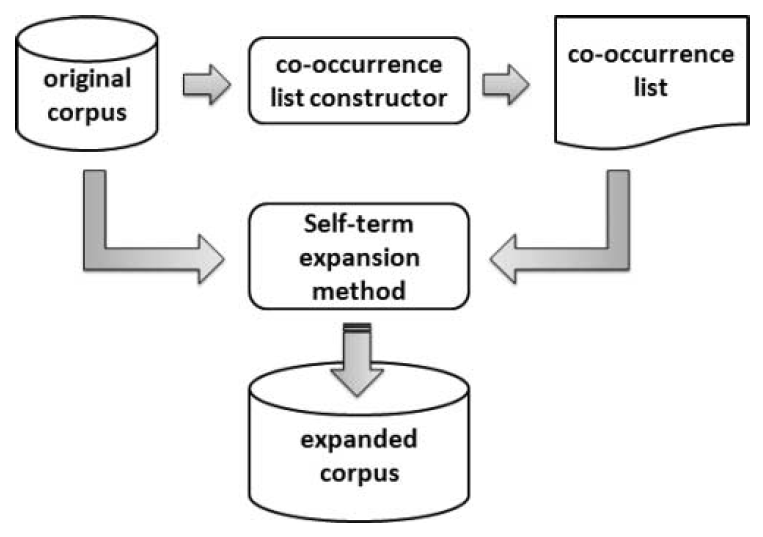 original
corpus
co-occurrence
list constructor
co-occurrence
list
Self-term
expansion
method
expanded
corpus